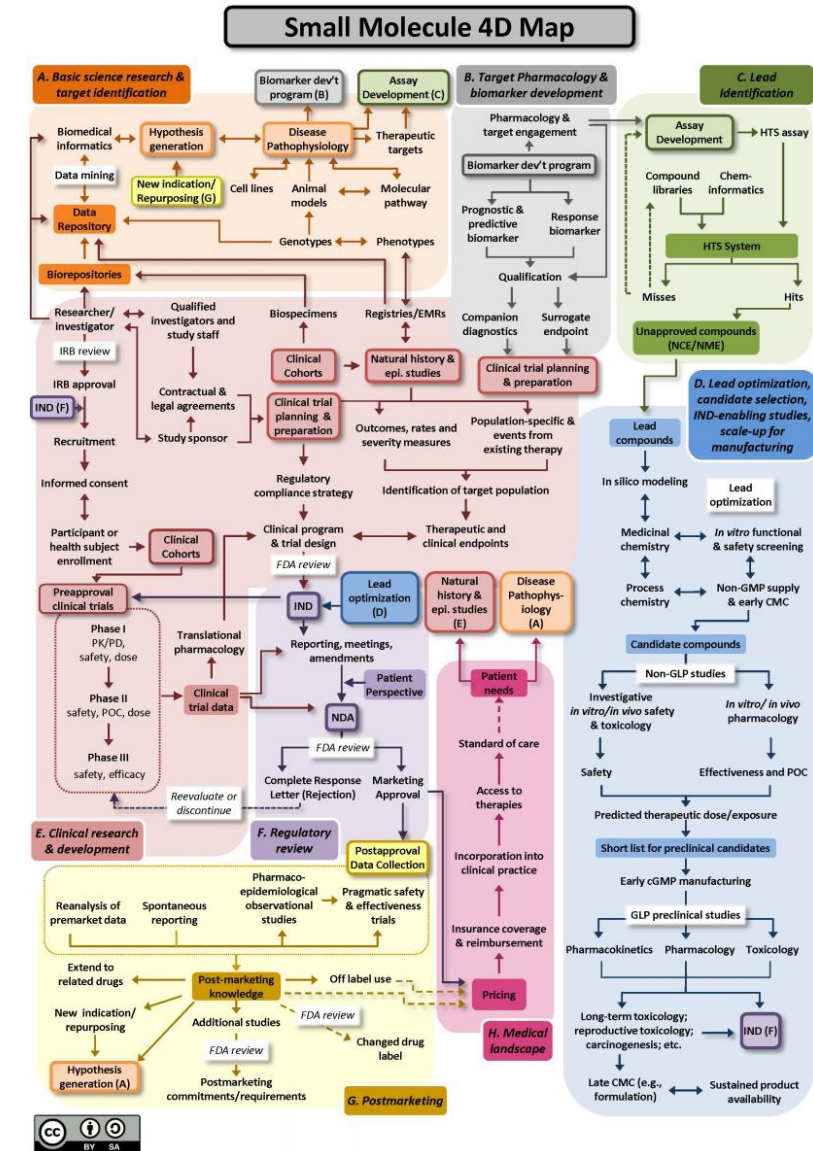 Small Molecule 4D Map
A. Basic science research &
target identification
Biomarker dev't
program (B)
Assay
Development (C)
Biomedical
informatics
Hypothesis
generation
Disease
Pathophysiology
Therapeutic
targets
Data mining
New indication/
Repurposing (G)
Cell lines
Animal
models
Molecular
pathway
Data
Repository
Genotypes
Phenotypes
Biorepositories
B. Target Pharmacology &
biomarker development
Pharmacology &
target engagement
Biomarker dev't program
Prognostic &
predictive
biomarker
Response
biomarker
Qualification
Companion
diagnostics
Surrogate
endpoint
Clinical trial planning
& preparation
C. Lead
Identification
Assay
Development
HTS assay
Compound
libraries
Chem-
informatics
HTS System
Misses
Hits
Unapproved compounds
(NCE/NME)
D. Lead optimization,
candidate selection,
IND-enabling studies,
scale-up for
manufacturing
Lead
compounds
In silico modeling
Lead
optimization
Medicinal
chemistry
In vitro functional
& safety screening
Process
chemistry
Non-GMP supply
& early CMC
Candidate compounds
Non-GLP studies
Investigative
in vitro/in vivo safety
& toxicology
In vitro/ in vivo
pharmacology
Safety
Effectiveness and POC
Predicted therapeutic dose/exposure
Short list for preclinical candidates
Early cGMP manufacturing
GLP preclinical studies
Pharmacokinetics
Pharmacology
Toxicology
Long-term toxicology;
reproductive toxicology;
carcinogenesis; etc.
IND (F)
Late CMC (e.g.,
formulation)
Sustained product
availability
Researcher/
investigator
Qualified
investigators and
study staff
Biospecimens
Registries/EMRs
IRB review
Clinical
Cohorts
Natural history &
epi. studies
IRB approval
IND (F)
Contractual &
legal agreements
Clinical trial
planning &
preparation
Recruitment
Study sponsor
Outcomes, rates and
severity measures
Population-specific &
events from
existing therapy
Informed consent
Regulatory
compliance strategy
Identification of target population
Participant or
health subject
enrollment
Clinical
Cohorts
Clinical program
& trial design
Therapeutic and
clinical endpoints
FDA review
Preapproval
clinical trials
Phase I
PK/PD,
safety, dose
Phase II
safety, POC, dose
Phase III
safety, efficacy
Translational
pharmacology
Clinical
trial data
Reevaluate or
discontinue
E. Clinical research
& development
IND
Lead
optimization
(D)
Reporting, meetings,
amendments
Patient
Perspective
NDA
FDA review
Complete Response
Letter (Rejection)
Marketing
Approval
F. Regulatory
review
Natural
history &
epi. studies
(E)
Disease
Pathophys-
iology
(A)
Patient
needs
Standard of care
Access to
therapies
Incorporation into
clinical practice
Insurance coverage
& reimbursement
Pricing
H. Medical
landscape
Postapproval
Data Collection
Reanalysis of
premarket data
Spontaneous
reporting
Pharmaco-
epidemiological
observational
studies
Pragmatic safety
& effectiveness
trials
Extend to
related drugs
Post-marketing
knowledge
Off label use
New indication/
repurposing
Additional studies
FDA review
FDA review
Changed drug
label
Hypothesis
generation (A)
Postmarketing
commitments/requirements
G. Postmarketing
cc
BY SA